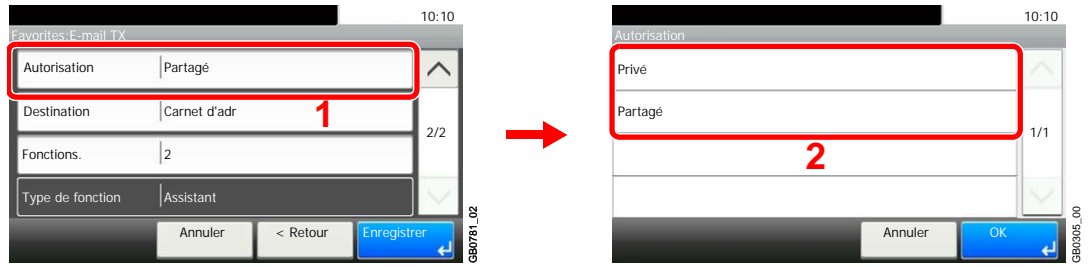 10:10
Favorites:E-mail TX
Autorisation Partagé
1
Destination Carnet d'adr
2/2
Fonctions. 2
Type de fonction Assistant
Annuler < Retour Enregistrer
GB0781_02
10:10
Autorisation
Privé
Partagé
1/1
2
Annuler OK
GB0305_00